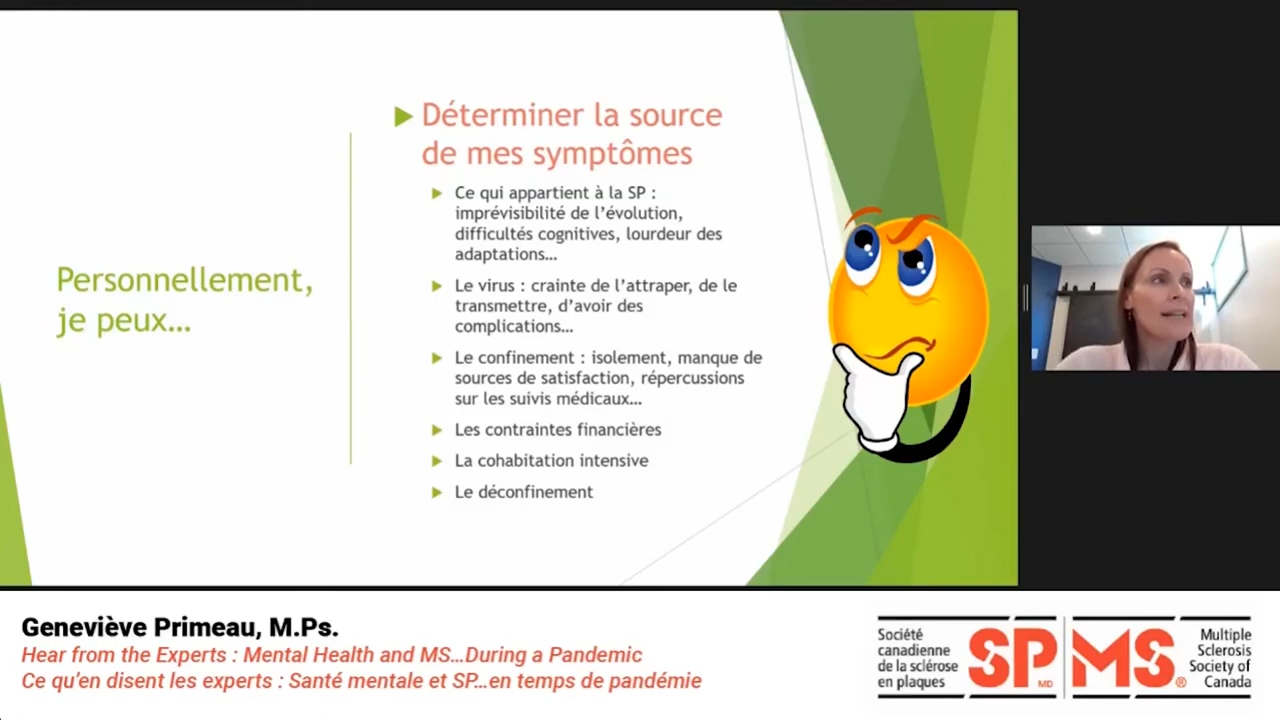 Personnellement,
je peux...
Déterminer la source
de mes symptômes
Ce qui appartient à la SP :
imprévisibilité de l'évolution,
difficultés cognitives, lourdeur des
adaptations...
Le virus : crainte de l'attraper, de le
transmettre, d'avoir des
complications...
Le confinement : isolement, manque de
sources de satisfaction, répercussions
sur les suivis médicaux...
Les contraintes financières
La cohabitation intensive
Le déconfinement
Geneviève Primeau, M.Ps.
Hear from the Experts : Mental Health and MS...During a Pandemic
Ce qu'en disent les experts : Santé mentale et SP...en temps de pandémie
Société
canadienne
de la sclérose
en plaques
SP MD
MS ®
Multiple
Sclerosis
Society of
Canada